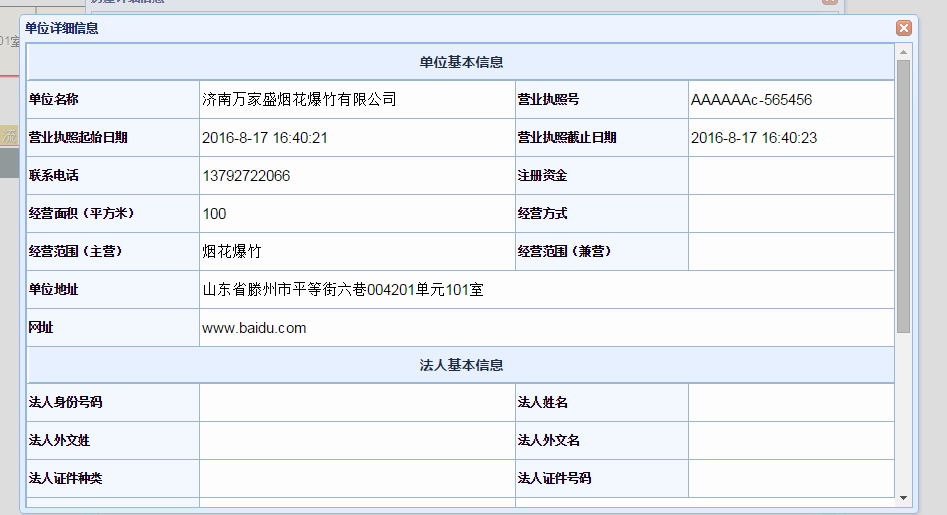 单位详细信息
单位基本信息
单位名称 济南万家盛烟花爆竹有限公司 营业执照号 AAAAAAc-565456
营业执照起始日期 2016-8-17 16:40:21 营业执照截止日期 2016-8-17 16:40:23
联系电话 13792722066 注册资金
经营面积（平方米） 100 经营方式
经营范围（主营） 烟花爆竹 经营范围（兼营）
单位地址 山东省滕州市平等街六巷004201单元101室
网址 www.baidu.com
法人基本信息
法人身份号码 法人姓名
法人外文姓 法人外文名
法人证件种类 法人证件号码